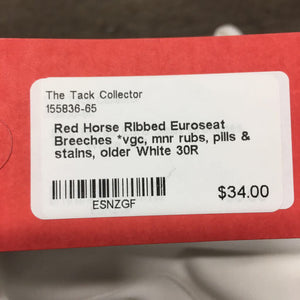 The Tack Collector
155836-65
Red Horse Ribbed Euroseat
Breeches *vgc, mnr rubs, pills &
stains, older White 30R
ESNZGF
$34.00